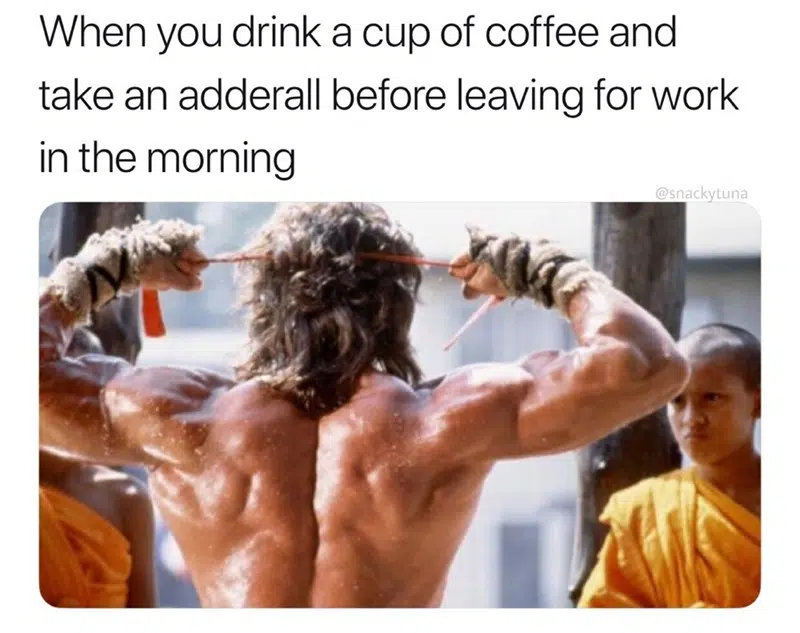 When you drink a cup of coffee and
take an adderall before leaving for work
in the morning
@snackytuna